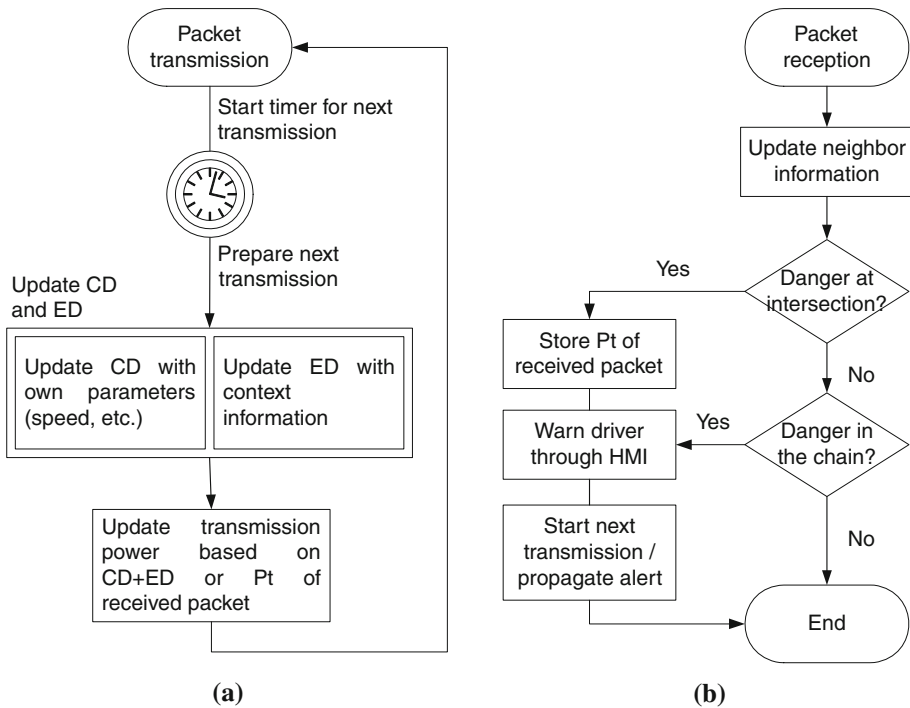 Packet
transmission
Start timer for next
transmission
Prepare next
transmission
Update CD
and ED
Update CD with
own parameters
(speed, etc.)
Update ED with
context
information
Update transmission
power based on
CD+ED or Pt of
received packet
(a)
Packet
reception
Update neighbor
information
Danger at
intersection?
Yes
Store Pt of
received packet
No
Danger in
the chain?
Yes
Warn driver
through HMI
Start next
transmission /
propagate alert
No
End
(b)